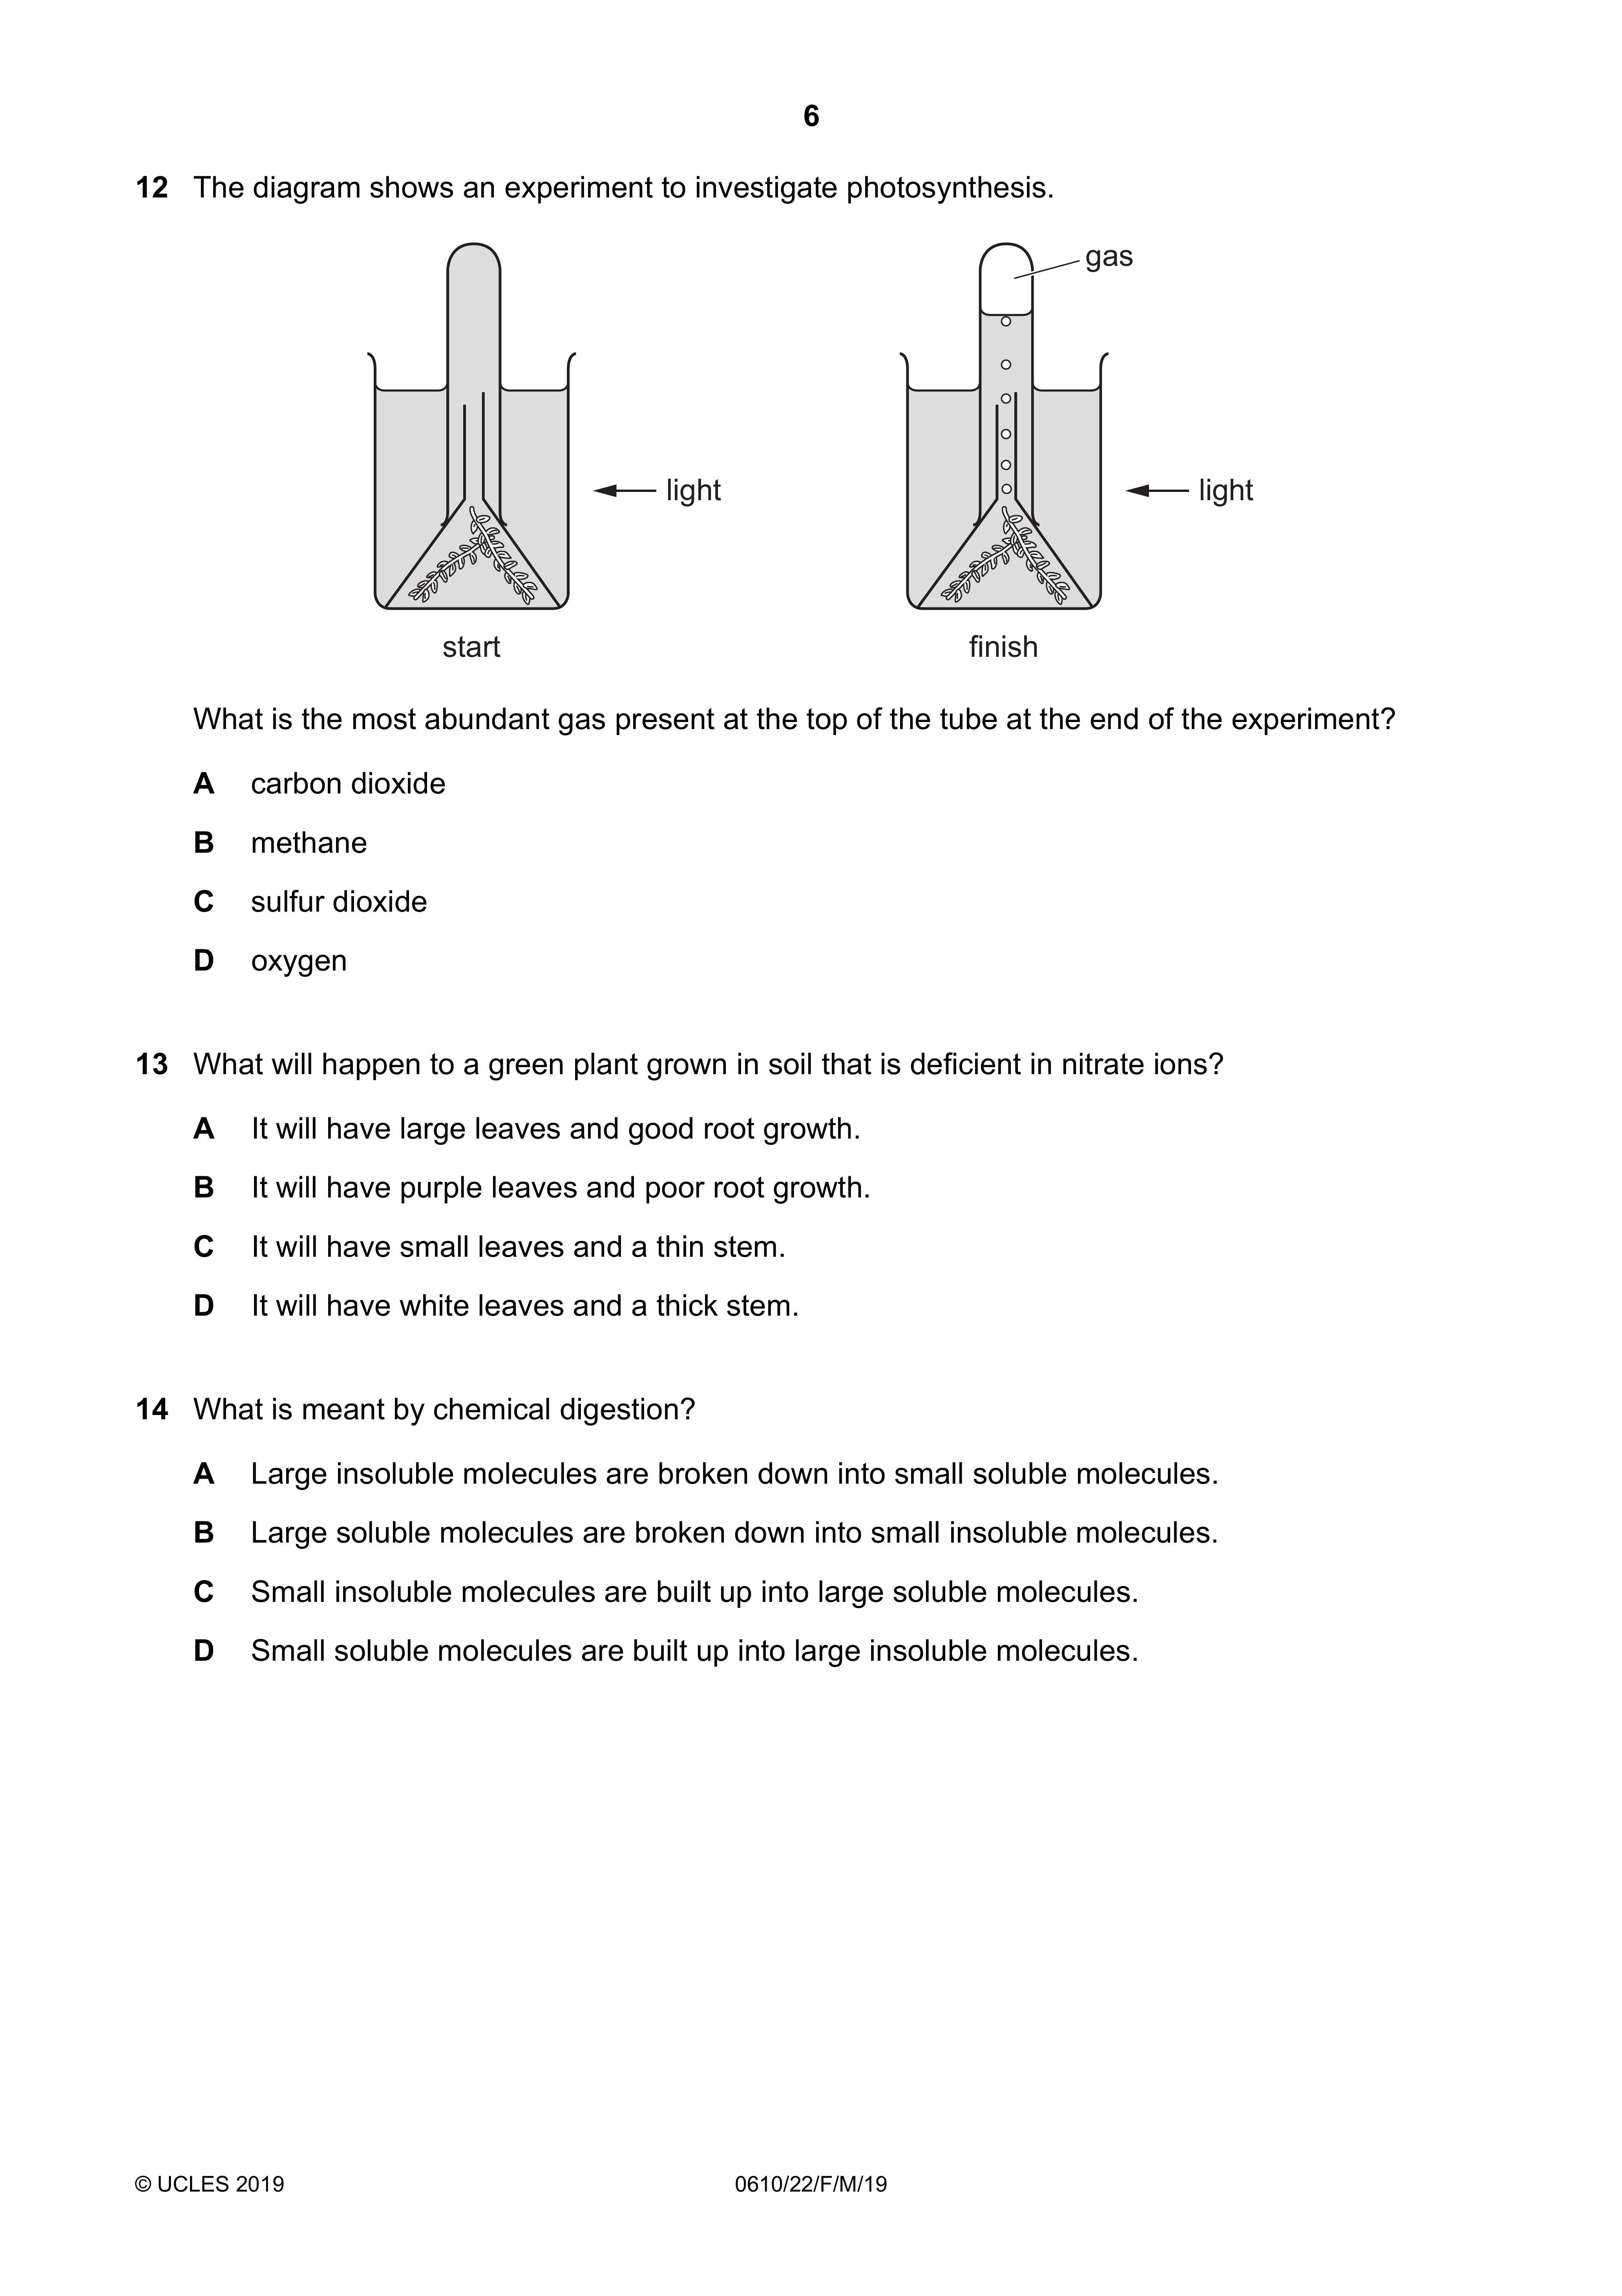 6
12 The diagram shows an experiment to investigate photosynthesis.
gas
light
light
start
finish
What is the most abundant gas present at the top of the tube at the end of the experiment?
A carbon dioxide
B methane
C sulfur dioxide
D oxygen
13 What will happen to a green plant grown in soil that is deficient in nitrate ions?
A It will have large leaves and good root growth.
B It will have purple leaves and poor root growth.
C It will have small leaves and a thin stem.
D It will have white leaves and a thick stem.
14 What is meant by chemical digestion?
A Large insoluble molecules are broken down into small soluble molecules.
B Large soluble molecules are broken down into small insoluble molecules.
C Small insoluble molecules are built up into large soluble molecules.
D Small soluble molecules are built up into large insoluble molecules.
© UCLES 2019
0610/22/F/M/19